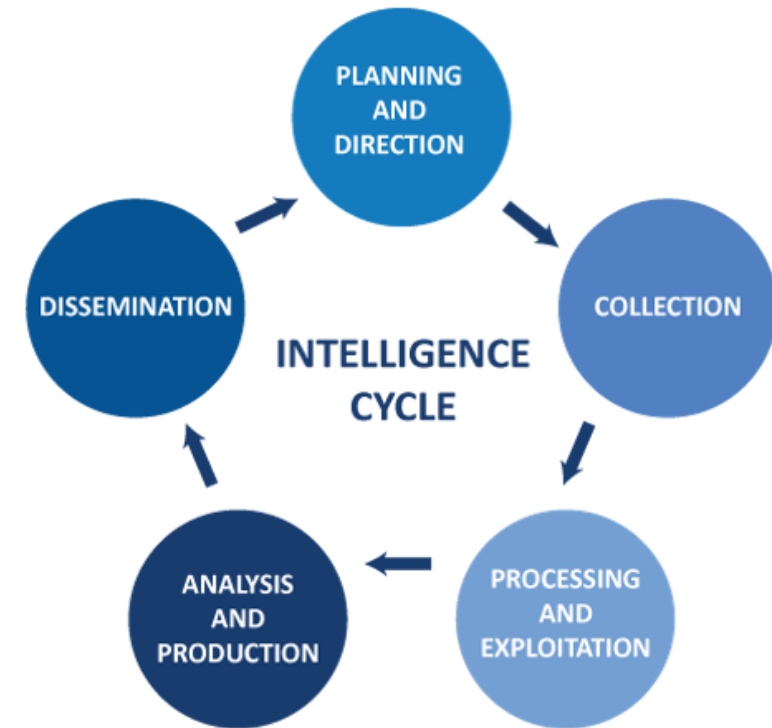 PLANNING
AND
DIRECTION
COLLECTION
PROCESSING
AND
EXPLOITATION
ANALYSIS
AND
PRODUCTION
DISSEMINATION
INTELLIGENCE
CYCLE